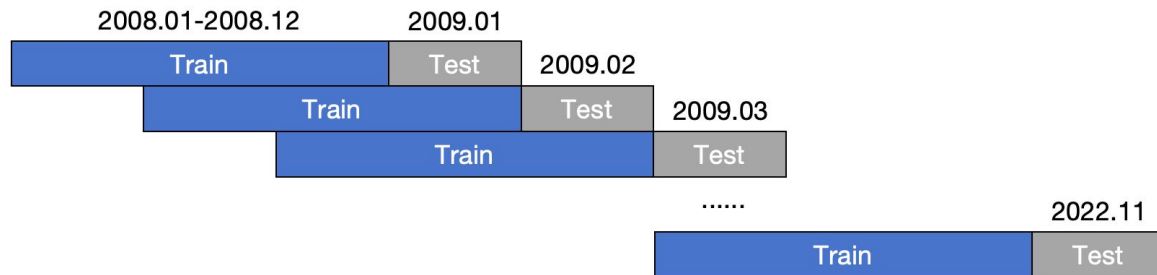 2008.01-2008.12 2009.01
Train Test 2009.02
Train Test 2009.03
Train Test
......
2022.11
Train Test